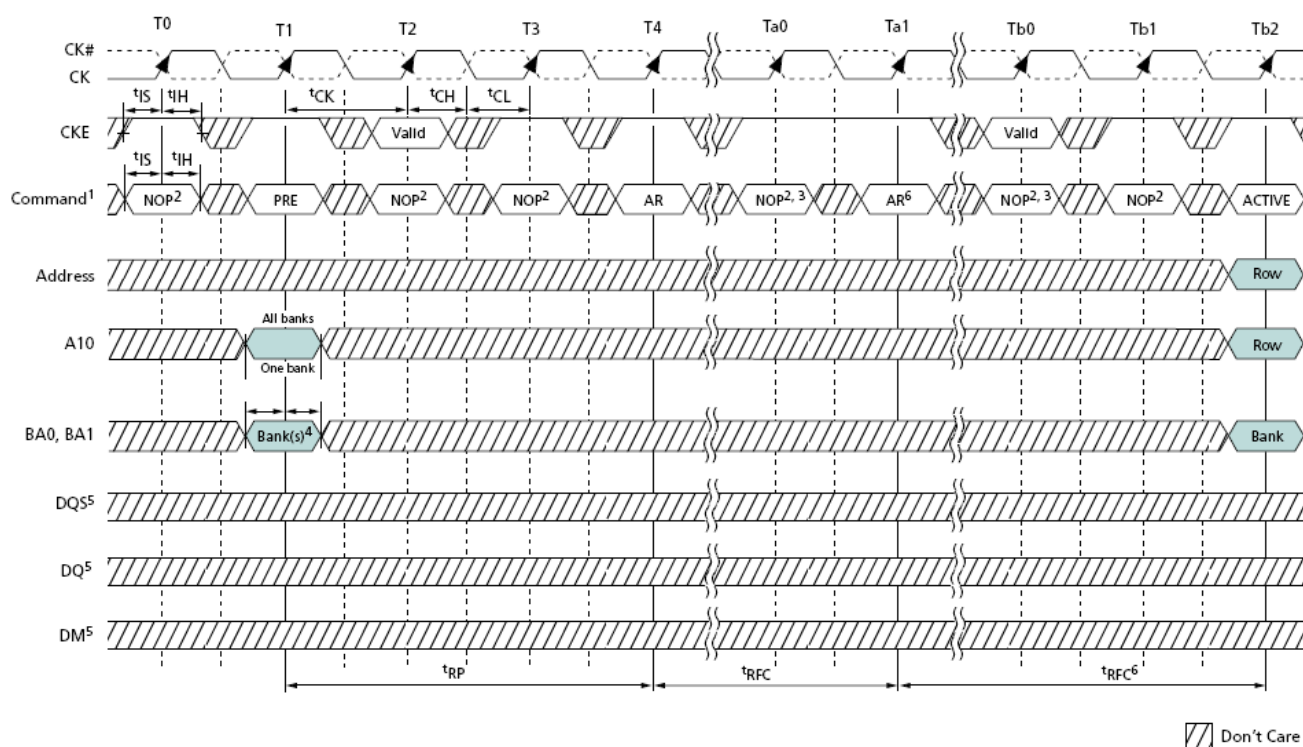 T0 T1 T2 T3 T4 Ta0 Ta1 Tb0 Tb1 Tb2
CK#
CK
tIS tIH tCK tCH tCL
CKE Valid Valid
tIS tIH
Command1 NOP2 PRE NOP2 NOP2 AR NOP2, 3 AR6 NOP2, 3 NOP2 ACTIVE
Address Row
All banks
A10 Row
One bank
BA0, BA1 Bank(s)4 Bank
DQS5
DQ5
DM5
tRP tRFC tRFC6
Don't Care